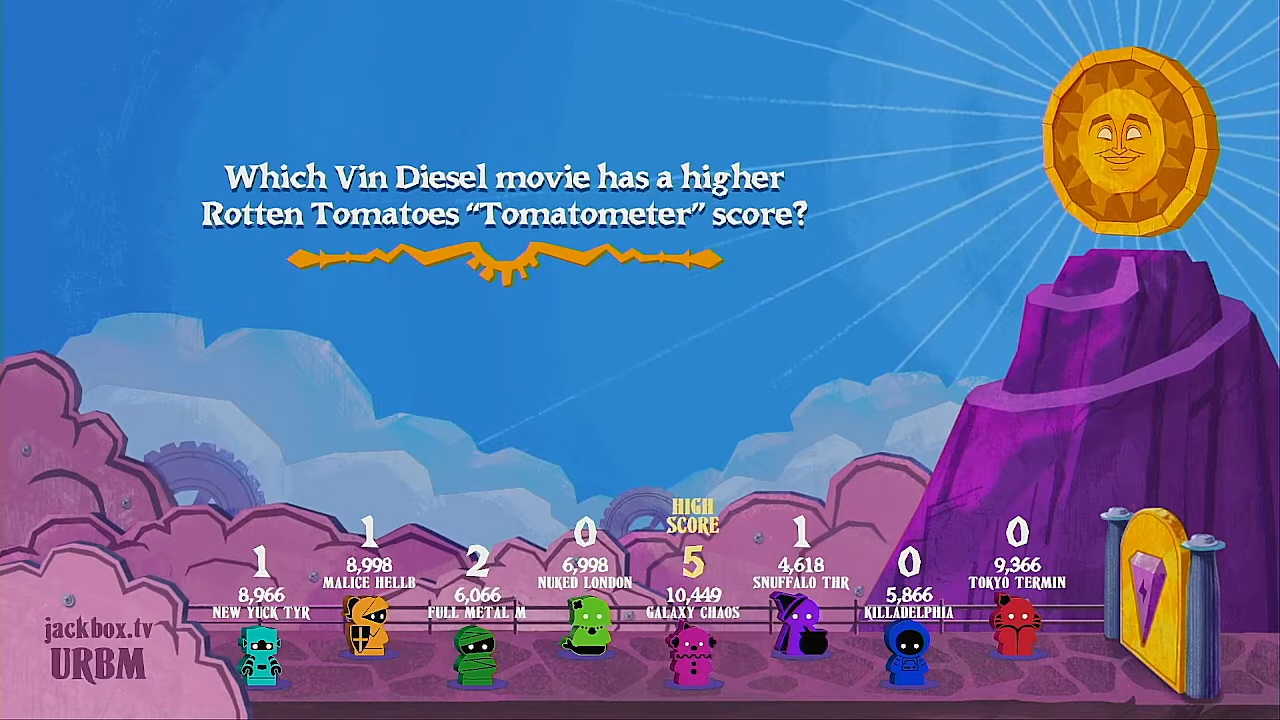 Which Vin Diesel movie has a higher
Rotten Tomatoes “Tomatometer” score?
HIGH
SCORE
1
8,966
NEW YUCK TYR
1
8,998
MALICE HELLB
2
6,066
FULL METAL M
0
6,998
NUKED LONDON
5
10,449
GALAXY CHAOS
1
4,618
SNUFFALO THR
0
5,866
KILLADELPHIA
0
9,366
TOKYO TERMIN
jackbox.tv
URBM